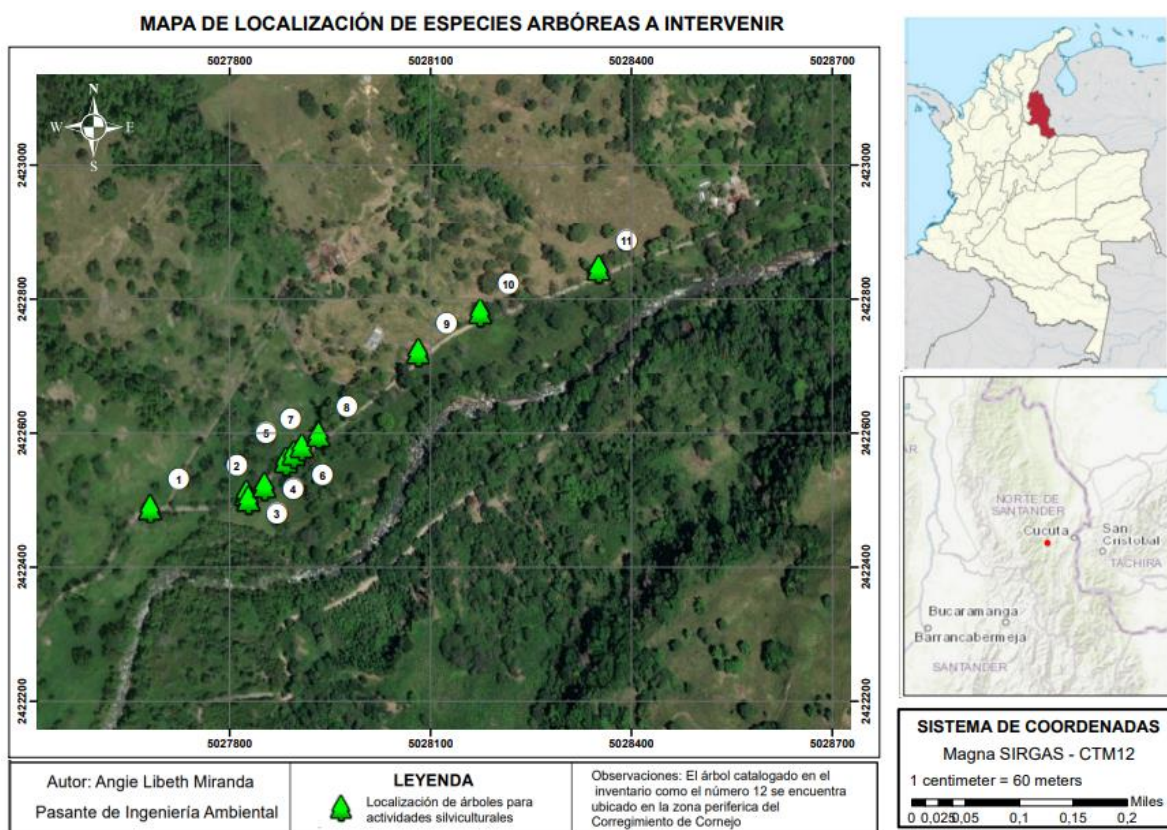 MAPA DE LOCALIZACIÓN DE ESPECIES ARBÓREAS A INTERVENIR
5027800 5028100 5028400 5028700
N
W E
S
2423000 2423000
11
10
2422800 2422800
9
8
7
5
2422600 2422600
2
6
1
4
3
2422400 2422400
2422200 2422200
5027800 5028100 5028400 5028700
Autor: Angie Libeth Miranda
Pasante de Ingeniería Ambiental
LEYENDA
Localización de árboles para
actividades silviculturales
Observaciones: El árbol catalogado en el
inventario como el número 12 se encuentra
ubicado en la zona periferica del
Corregimiento de Cornejo
AR.
NORTE DE
SANTANDER
Cucuta
San
Cristobal
TACHIRA
Bucaramanga
Barrancabermeja
SANTANDER
SISTEMA DE COORDENADAS
Magna SIRGAS - CTM12
1 centimeter = 60 meters
Miles
0 0,025 0,05 0,1 0,15 0,2